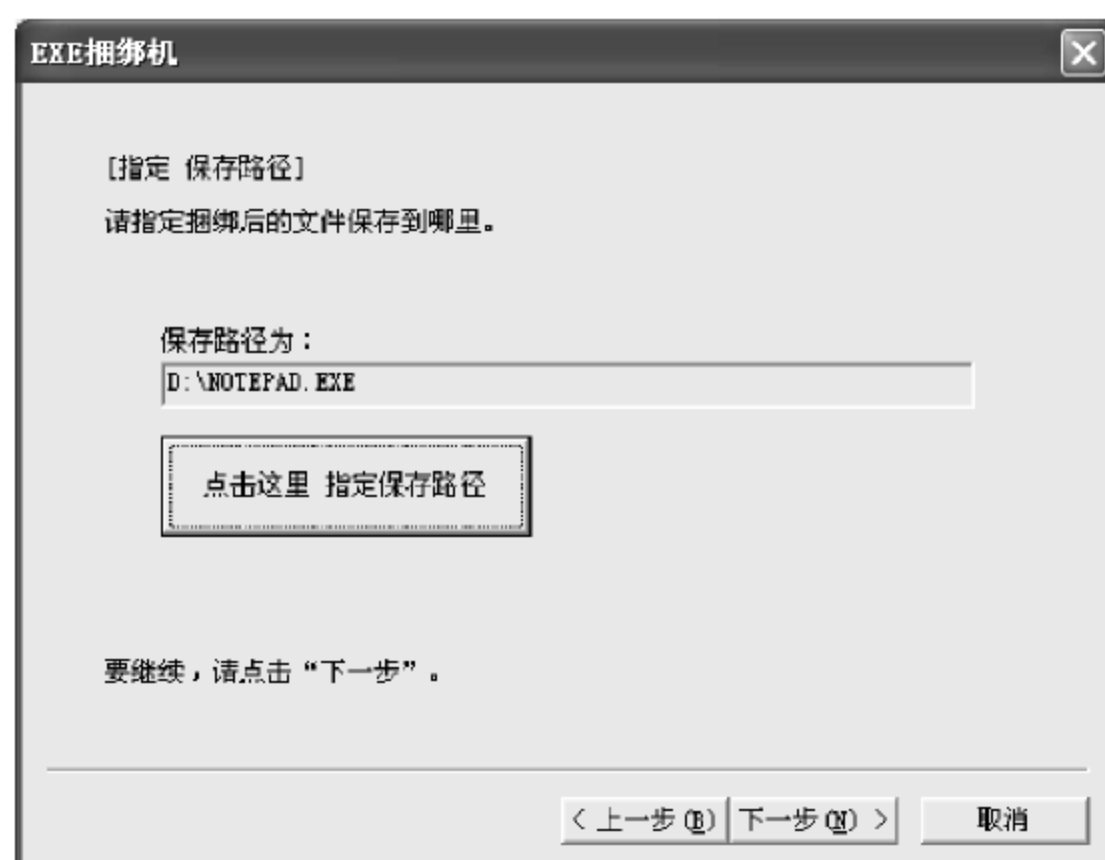 EXE捆绑机
[指定 保存路径]
请指定捆绑后的文件保存到哪里。
保存路径为：
D:\NOTEPAD.EXE
点击这里 指定保存路径
要继续，请点击“下一步”。
< 上一步(B) 下一步(N) > 取消